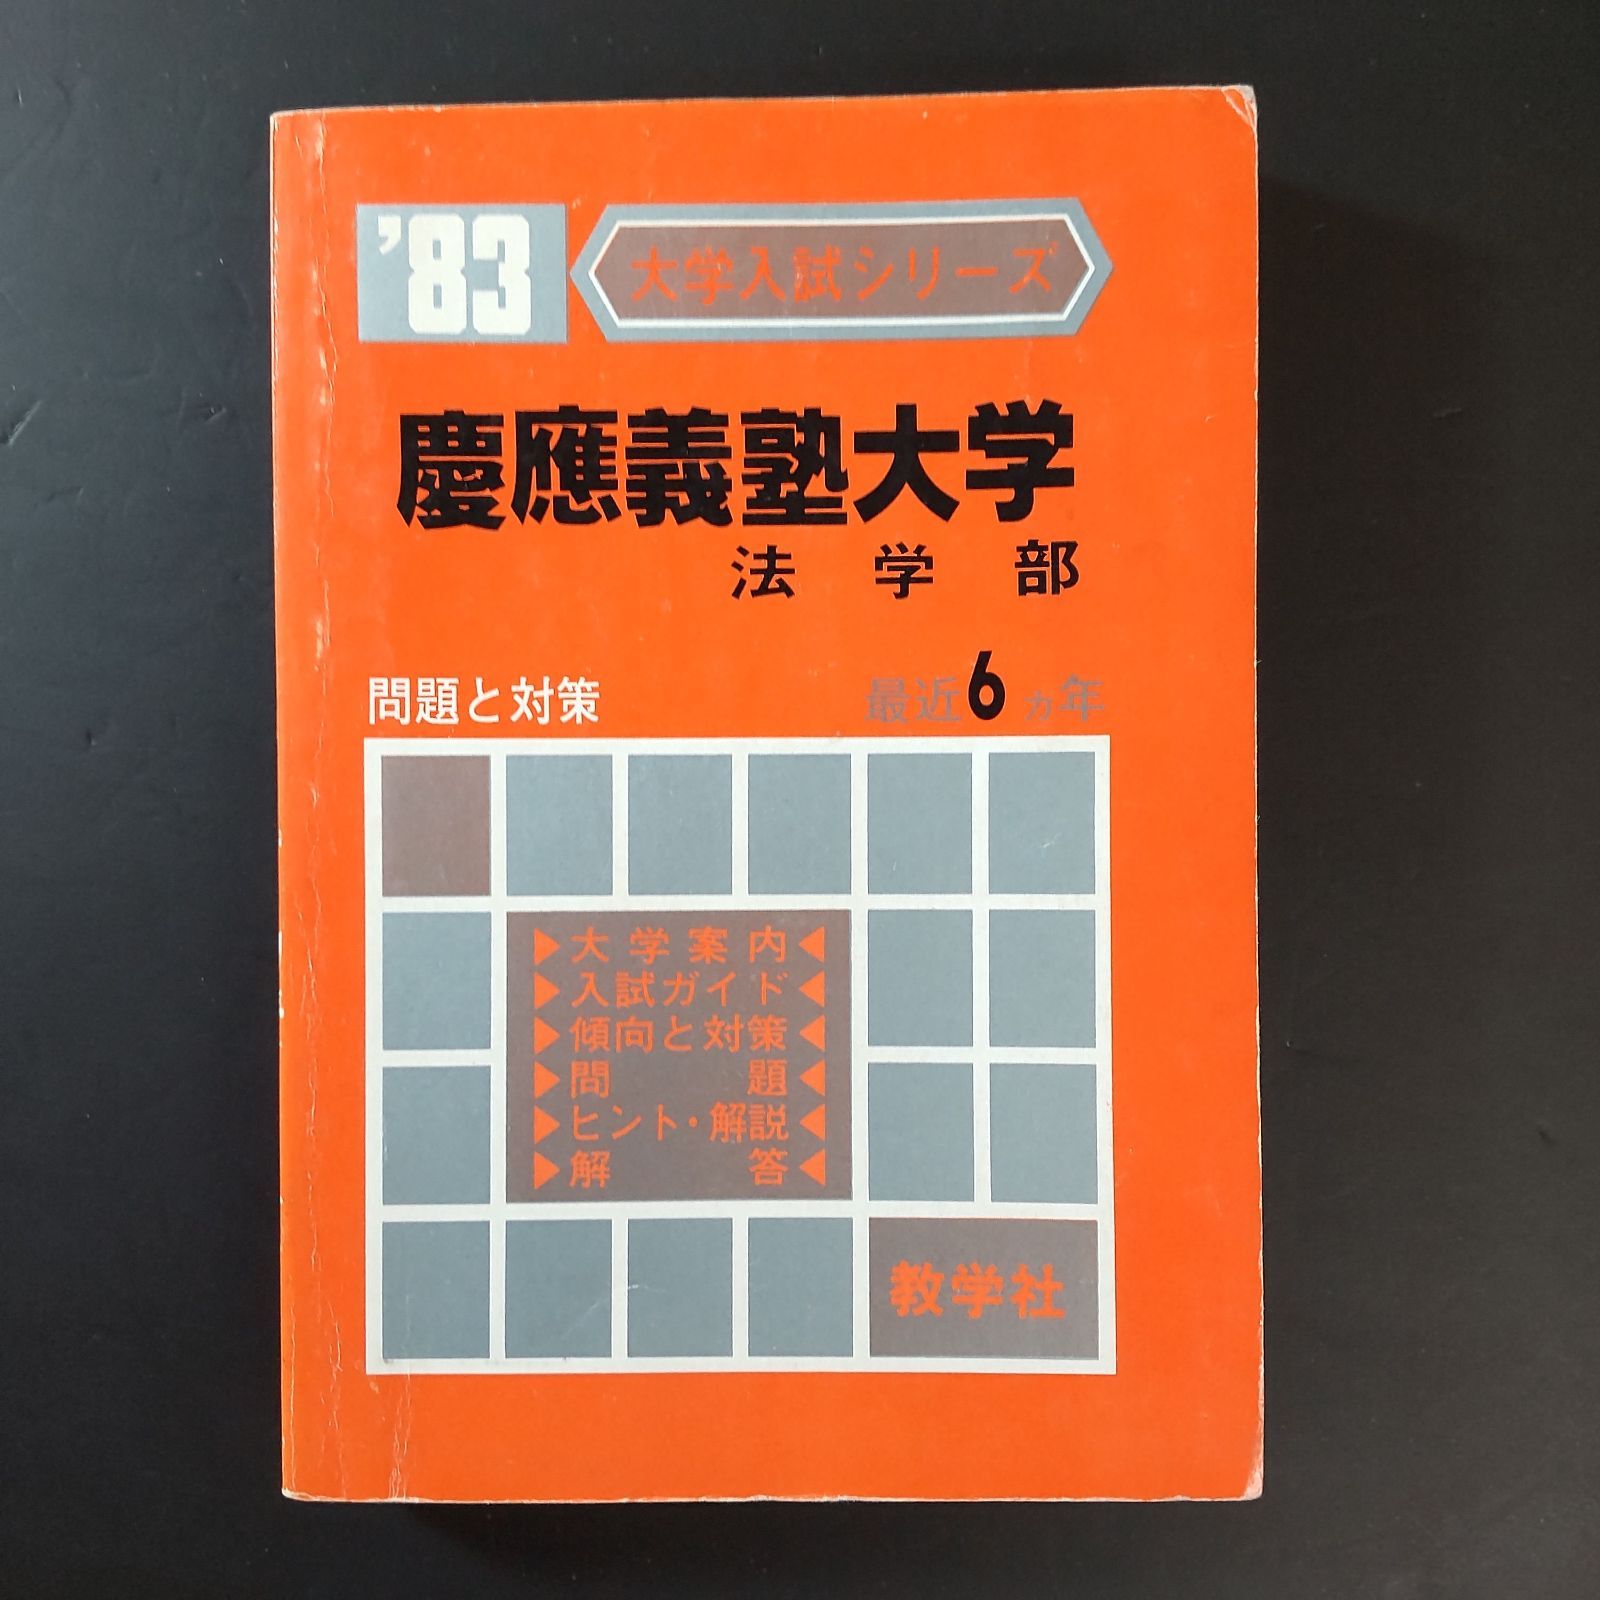 '83 大学入試シリーズ
慶應義塾大学
法学部
問題と対策 最近6ヵ年
▶大学案内◀
▶入試ガイド◀
▶傾向と対策◀
▶問題◀
▶ヒント・解説◀
▶解答◀
教学社